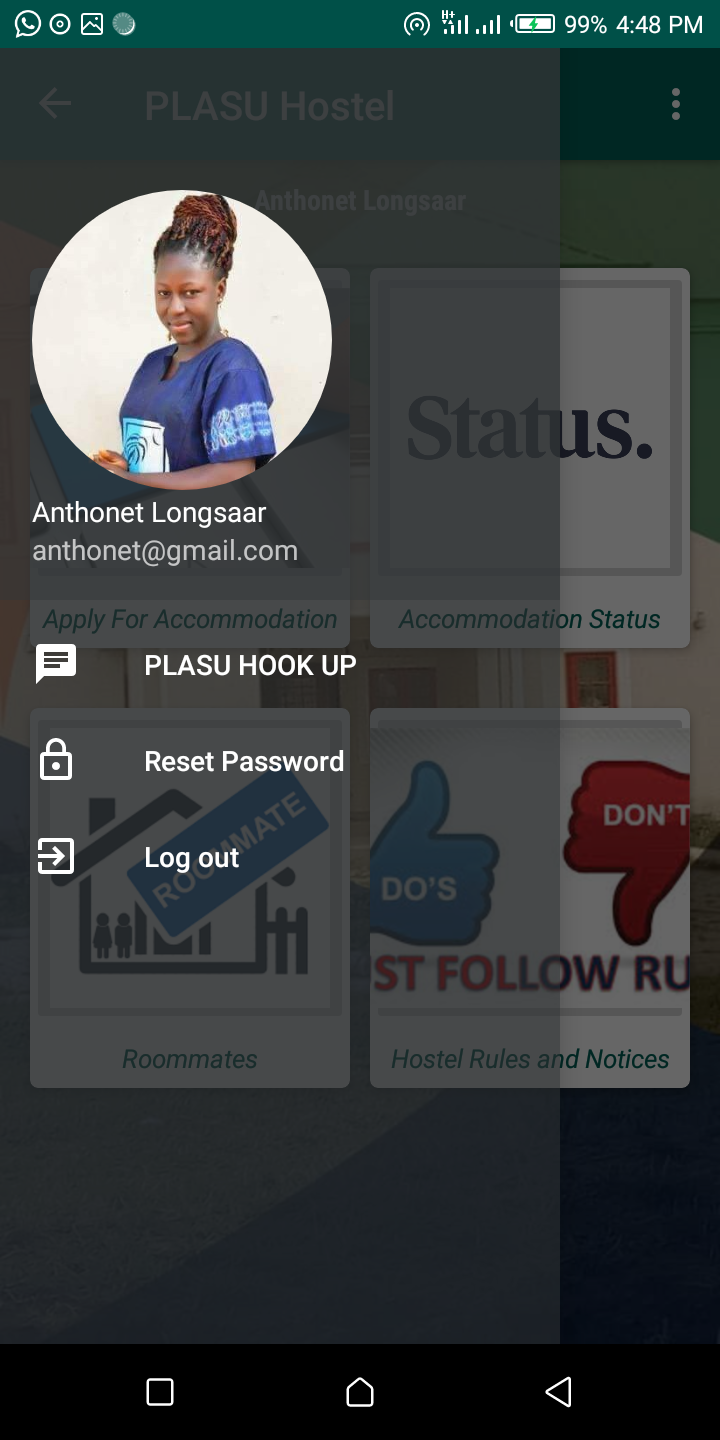 99% 4:48 PM
PLASU Hostel
Anthonet Longsaar
Status.
Anthonet Longsaar
anthonet@gmail.com
Apply For Accommodation
Accommodation Status
PLASU HOOK UP
Reset Password
ROOMMATE
DON'T
Log out
DO'S
ST FOLLOW RU
Roommates
Hostel Rules and Notices